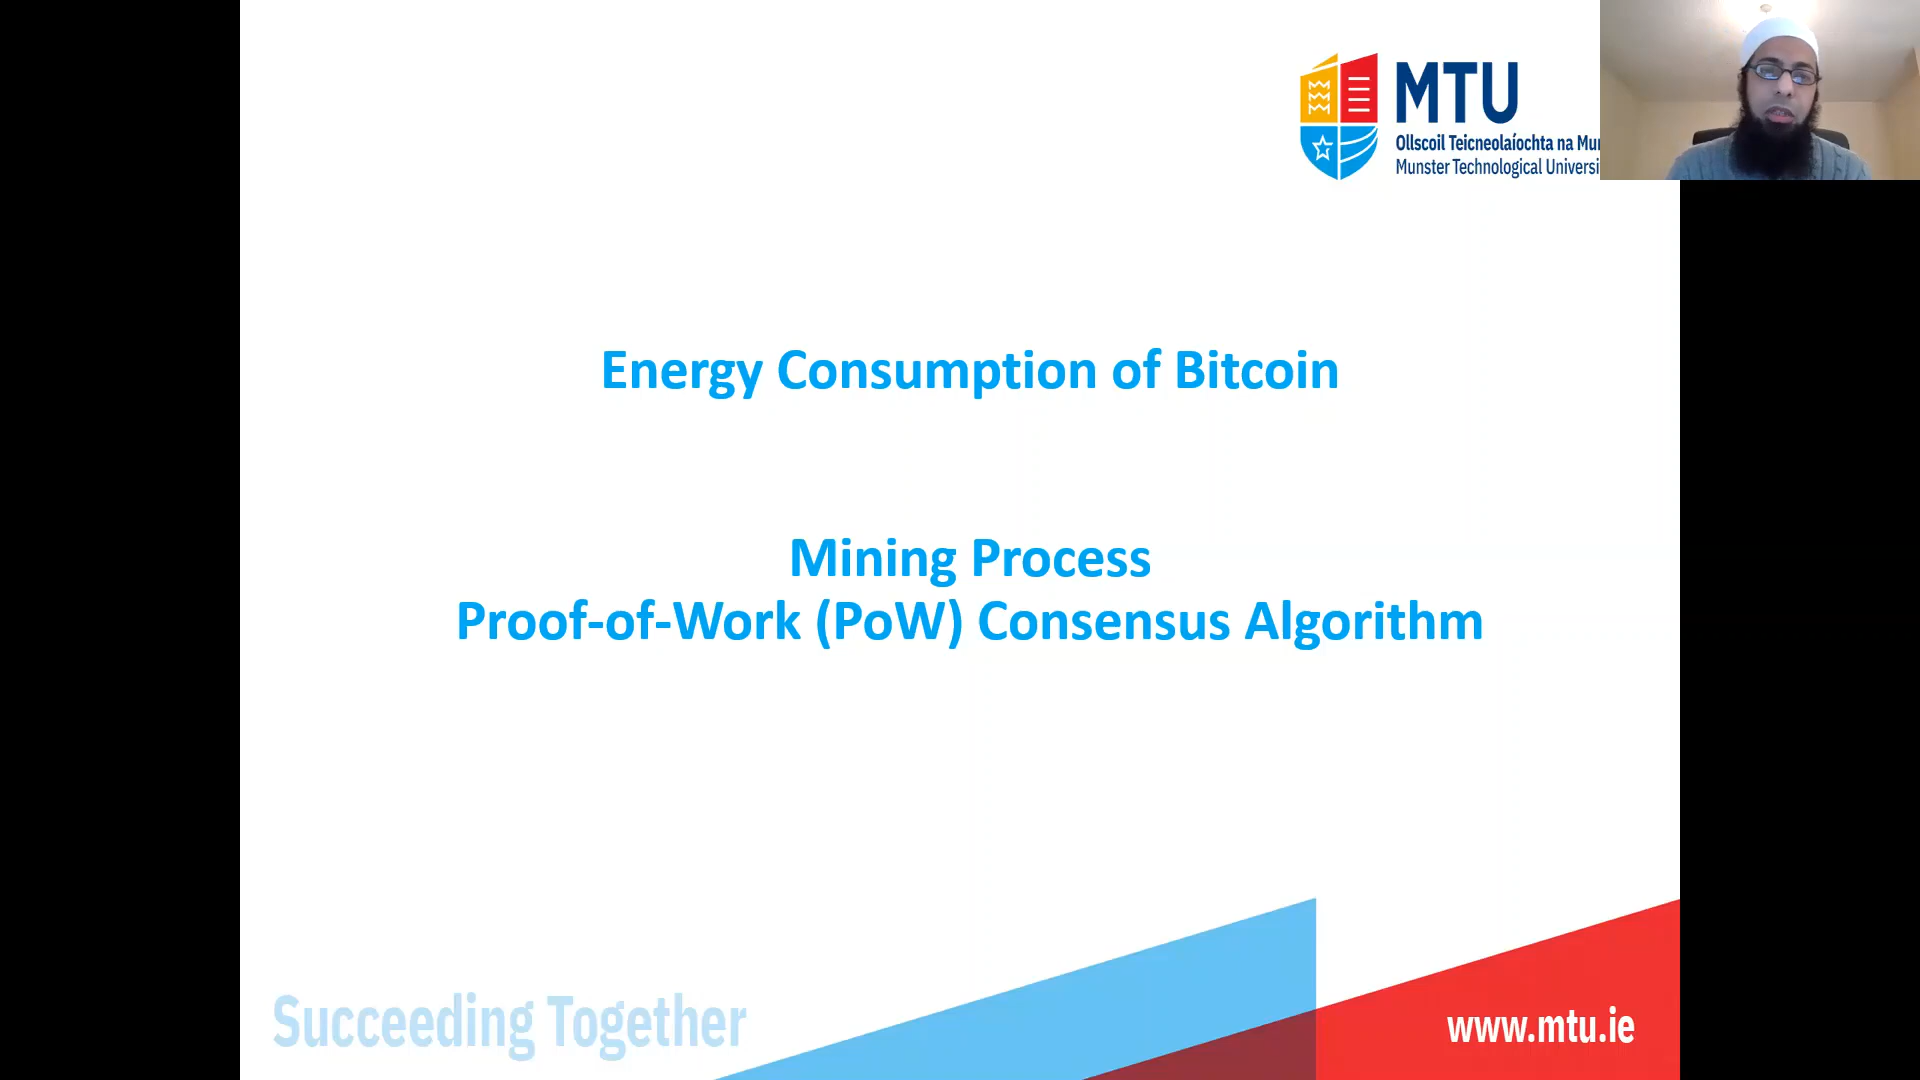 MTU
Ollscoil Teicneolaíochta na
Munster Technological
Energy Consumption of Bitcoin
Mining Process
Proof-of-Work (PoW) Consensus Algorithm
Succeeding Together
www.mtu.ie